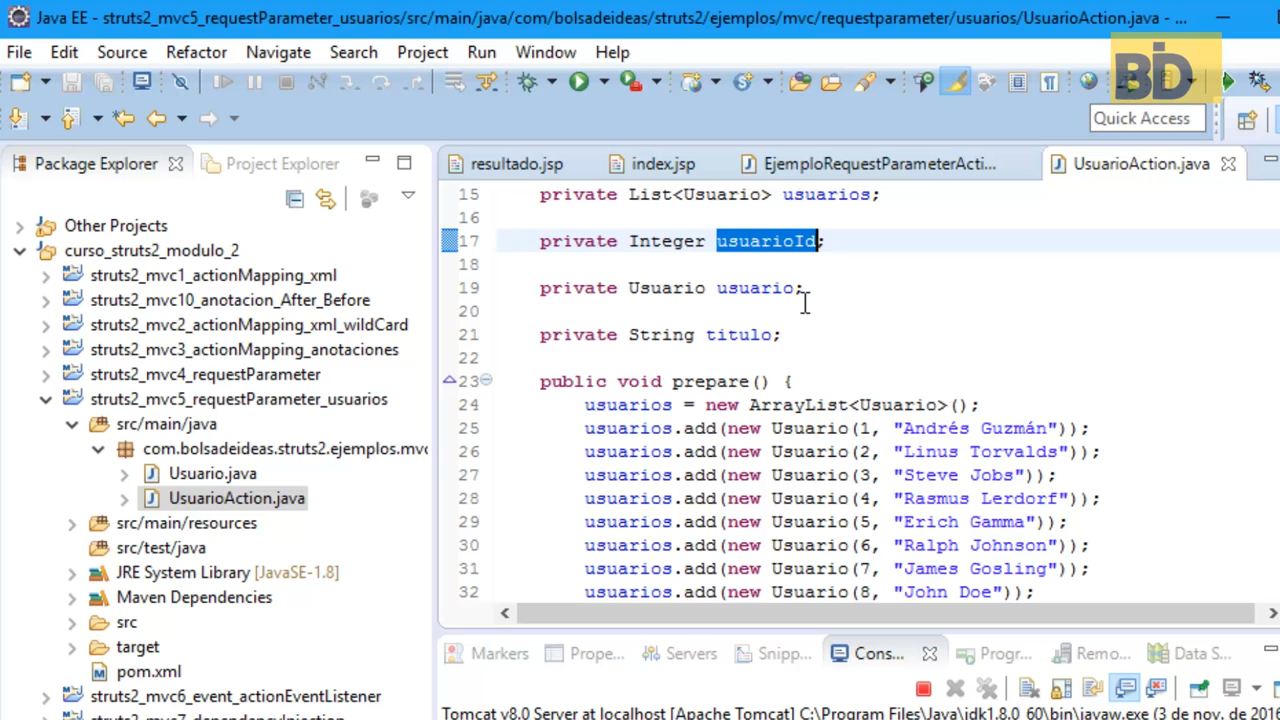 Java EE - struts2_mvc5_requestParameter_usuarios/src/main/java/com/bolsadeideas/struts2/ejemplos/mvc/requestparameter/usuarios/UsuarioAction.java - ...
File Edit Source Refactor Navigate Search Project Run Window Help
BD
Quick Access
Package Explorer Project Explorer
resultado.jsp index.jsp EjemploRequestParameterActi... UsuarioAction.java
Other Projects
curso_struts2_modulo_2
struts2_mvc1_actionMapping_xml
struts2_mvc10_anotacion_After_Before
struts2_mvc2_actionMapping_xml_wildCard
struts2_mvc3_actionMapping_anotaciones
struts2_mvc4_requestParameter
struts2_mvc5_requestParameter_usuarios
src/main/java
com.bolsadeideas.struts2.ejemplos.mvc
Usuario.java
UsuarioAction.java
src/main/resources
src/test/java
JRE System Library [JavaSE-1.8]
Maven Dependencies
src
target
pom.xml
struts2_mvc6_event_actionEventListener
struts2_mvc7_dependencyInjection
15 private List<Usuario> usuarios;
16
17 private Integer usuarioId;
18
19 private Usuario usuario;
20
21 private String titulo;
22
23 public void prepare() {
24 usuarios = new ArrayList<Usuario>();
25 usuarios.add(new Usuario(1, "Andrés Guzmán"));
26 usuarios.add(new Usuario(2, "Linus Torvalds"));
27 usuarios.add(new Usuario(3, "Steve Jobs"));
28 usuarios.add(new Usuario(4, "Rasmus Lerdorf"));
29 usuarios.add(new Usuario(5, "Erich Gamma"));
30 usuarios.add(new Usuario(6, "Ralph Johnson"));
31 usuarios.add(new Usuario(7, "James Gosling"));
32 usuarios.add(new Usuario(8, "John Doe"));
Markers Prope... Servers Snipp... Cons... Progr... Remo... Data S...
Tomcat v8.0 Server at localhost [Apache Tomcat] C:\Program Files\Java\jdk1.8.0_60\bin\javaw.exe (3 de nov. de 2016